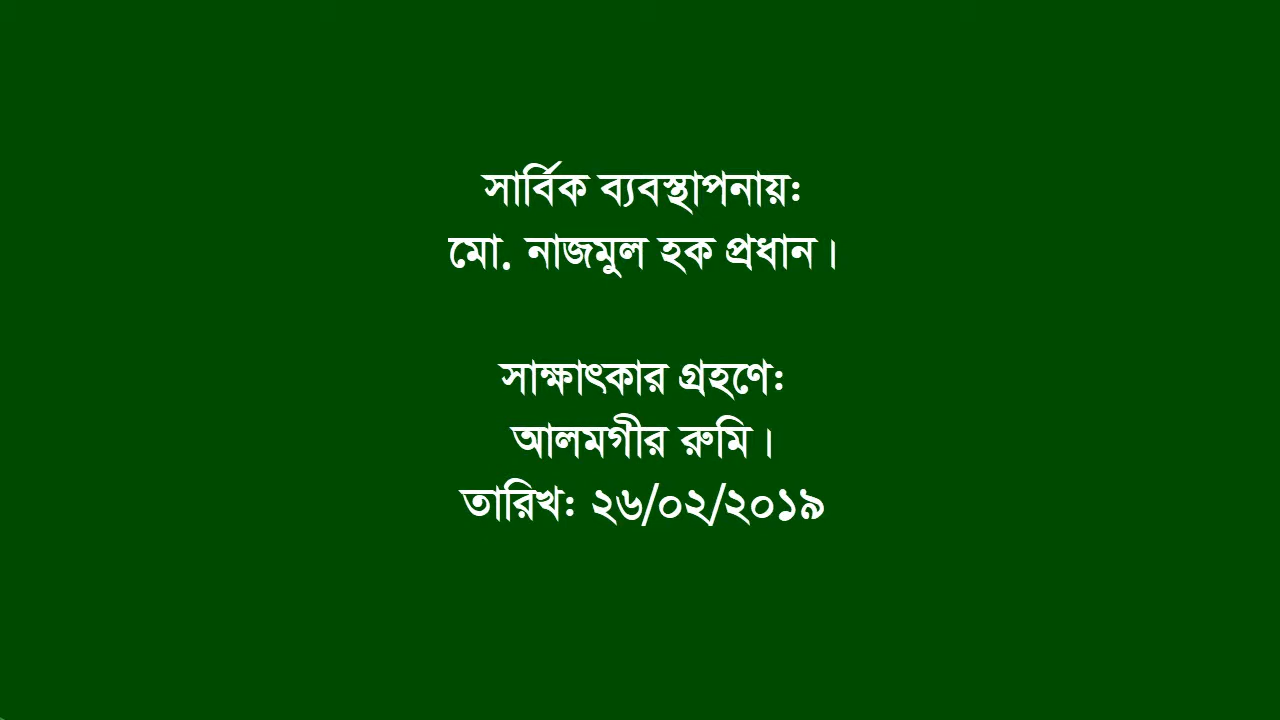 সার্বিক ব্যবস্থাপনায়:
মো. নাজমুল হক প্রধান।
সাক্ষাৎকার গ্রহণে:
আলমগীর রুমি।
তারিখ: ২৬/০২/২০১৯